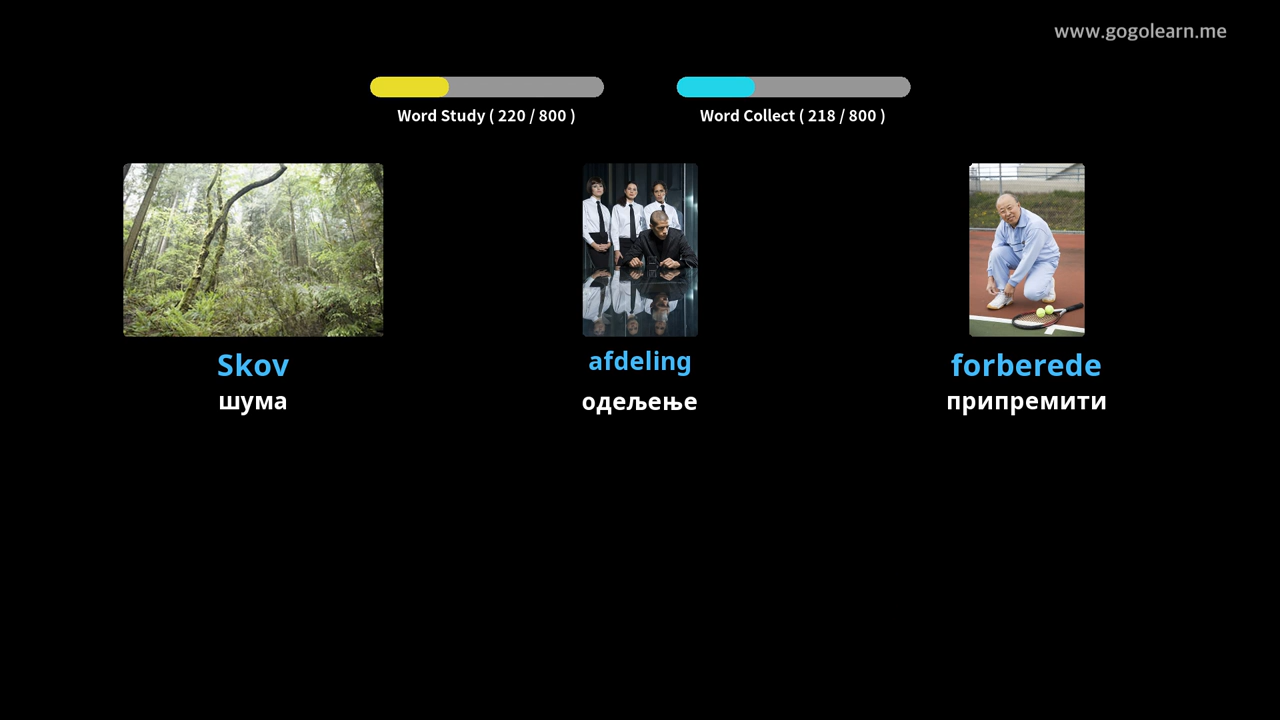 www.gogolearn.me
Word Study ( 220 / 800 )
Word Collect ( 218 / 800 )
Skov
шума
afdeling
одељење
forberede
припремити